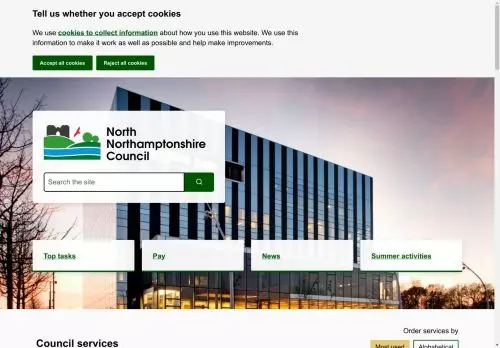 Tell us whether you accept cookies
We use cookies to collect information about how you use this website. We use this
information to make it work as well as possible and help make improvements.
Accept all cookies
Reject all cookies
North
Northamptonshire
Council
Search the site
Top tasks
Pay
News
Summer activities
Order services by
Council services
Most used
Alphabetical